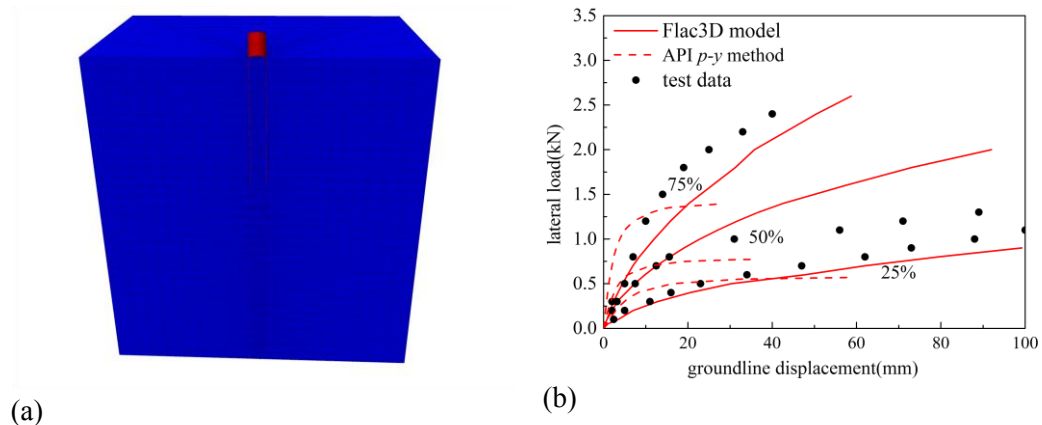 3.5
3.0
2.5
2.0
1.5
1.0
0.5
0.0
lateral load(kN)
Flac3D model
API p-y method
test data
75%
50%
25%
0 20 40 60 80 100
groundline displacement(mm)
(a)
(b)